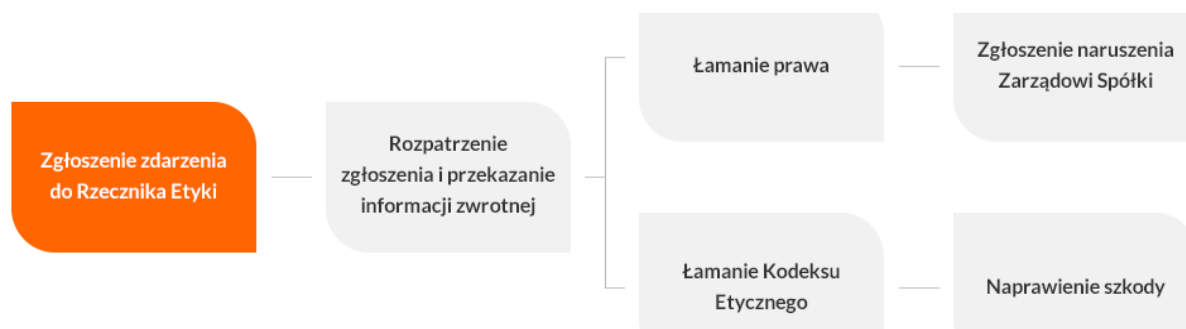 Zgłoszenie zdarzenia
do Rzecznika Etyki
Rozpatrzenie
zgłoszenia i przekazanie
informacji zwrotnej
Łamanie prawa
Zgłoszenie naruszenia
Zarządowi Spółki
Łamanie Kodeksu
Etycznego
Naprawienie szkody